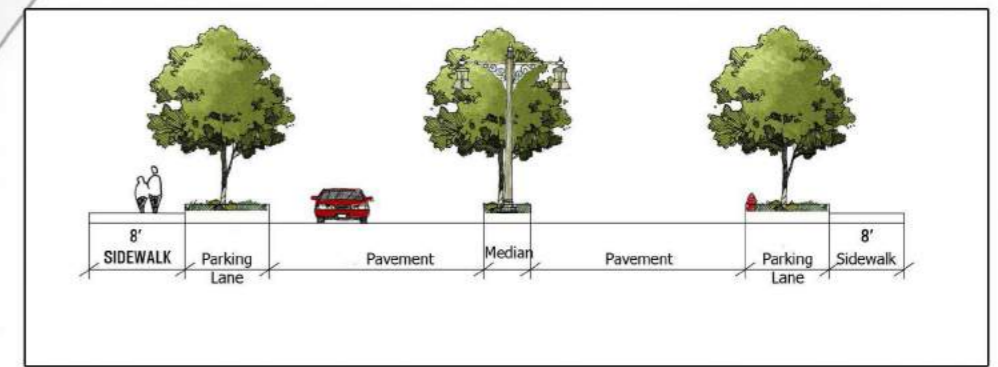 8'
SIDEWALK
Parking
Lane
Pavement
Median
Pavement
Parking
Lane
8'
Sidewalk